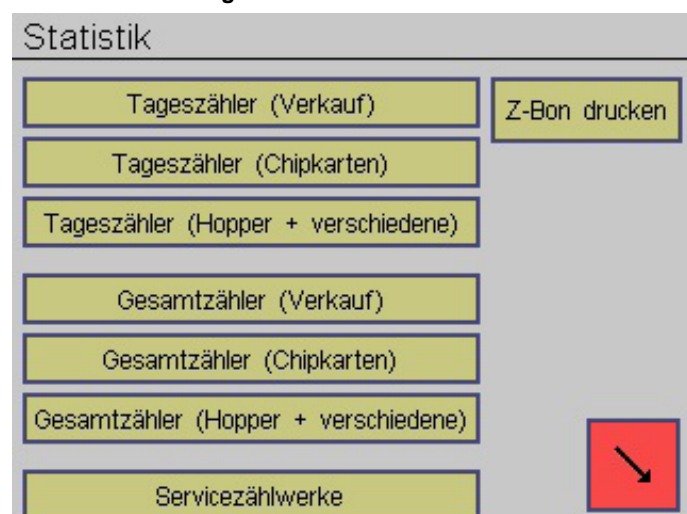 Statistik
Tageszähler (Verkauf)
Z-Bon drucken
Tageszähler (Chipkarten)
Tageszähler (Hopper + verschiedene)
Gesamtzähler (Verkauf)
Gesamtzähler (Chipkarten)
Gesamtzähler (Hopper + verschiedene)
Servicezählwerke